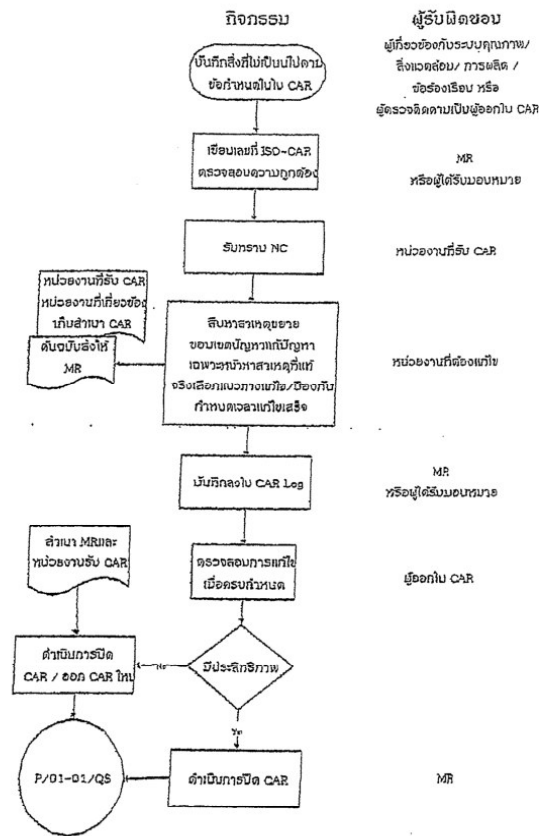 กิจกรรม
ผู้รับผิดชอบ
บันทึกสิ่งที่ไม่เป็นไปตาม
ข้อกำหนดในใบ CAR
ผู้เกี่ยวข้องกับระบบคุณภาพ/
สิ่งแวดล้อม/ การผลิต /
ข้อร้องเรียน หรือ
ผู้ตรวจติดตามเป็นผู้ออกใบ CAR
เขียนเลขที่ ISO-CAR
ตรวจสอบความถูกต้อง
MR
หรือผู้ได้รับมอบหมาย
รับทราบ NC
หน่วยงานที่รับ CAR
หน่วยงานที่รับ CAR
หน่วยงานที่เกี่ยวข้อง
เก็บสำเนา CAR
ต้นฉบับส่งให้
MR
สืบหาสาเหตุขยาย
ขอบเขตปัญหาแก้ปัญหา
เฉพาะหน้าหาสาเหตุที่แท้
จริงเลือกแนวทางแก้ไข/ป้องกัน
กำหนดเวลาแก้ไขเสร็จ
หน่วยงานที่ต้องแก้ไข
บันทึกลงใบ CAR Log
MR
หรือผู้ได้รับมอบหมาย
สำเนา MRและ
หน่วยงานรับ CAR
ตรวจสอบการแก้ไข
เมื่อครบกำหนด
ผู้ออกใบ CAR
ดำเนินการปิด
CAR / ออก CAR ใหม่
No
มีประสิทธิภาพ
Yes
P/01-01/QS
ดำเนินการปิด CAR
MR